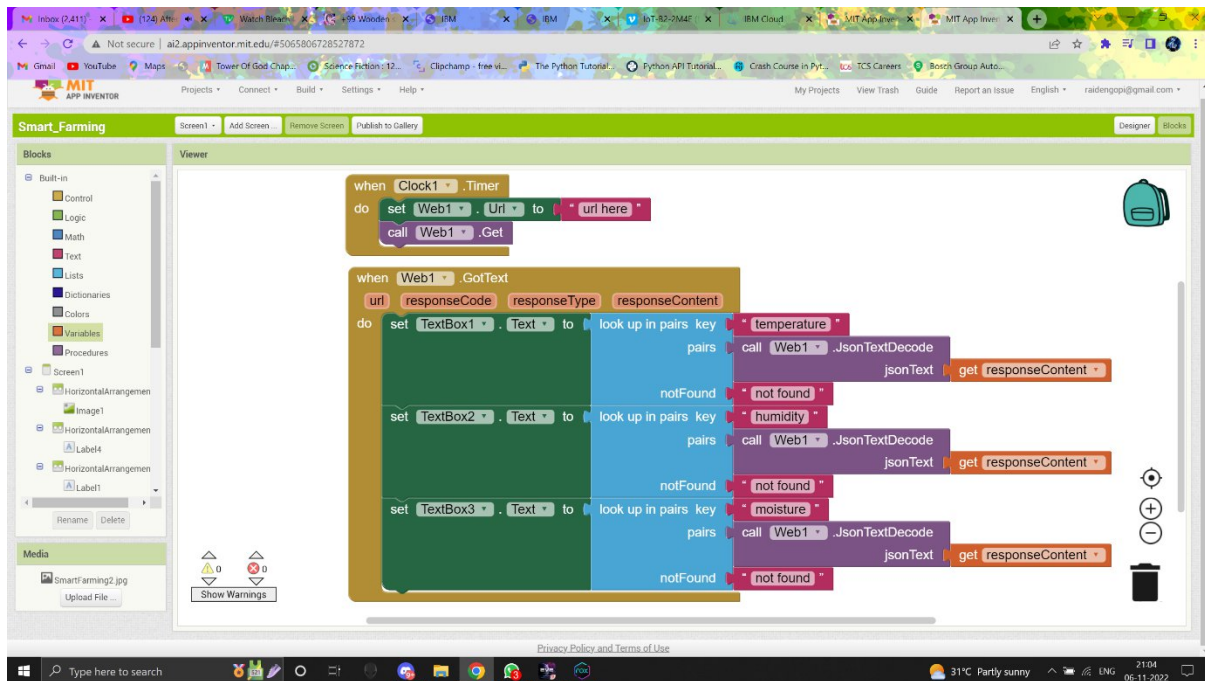 Inbox (2,411)
(124) Afte
Watch Bleach
+99 Wooden
IBM
IBM
IoT-B2-2M4E
IBM Cloud
MIT App Inven
MIT App Inven
Not secure | ai2.appinventor.mit.edu/#5065806728527872
Gmail YouTube Maps Tower Of God Chap... Science Fiction : 12... Clipchamp - free vi... The Python Tutorial... Python API Tutorial... Crash Course in Pyt... TCS Careers Bosch Group Auto...
MIT
APP INVENTOR
Projects Connect Build Settings Help My Projects View Trash Guide Report an Issue English raidengopi@gmail.com
Smart_Farming Screen1 Add Screen ... Remove Screen Publish to Gallery Designer Blocks
Blocks
Built-in
Control
Logic
Math
Text
Lists
Dictionaries
Colors
Variables
Procedures
Screen1
HorizontalArrangemen
Image1
HorizontalArrangemen
Label4
HorizontalArrangemen
Label1
Rename Delete
Media
SmartFarming2.jpg
Upload File ...
Viewer
when Clock1 .Timer
do set Web1 . Url to " url here "
call Web1 .Get
when Web1 .GotText
url responseCode responseType responseContent
do set TextBox1 . Text to look up in pairs key " temperature "
pairs call Web1 .JsonTextDecode
jsonText get responseContent
notFound " not found "
set TextBox2 . Text to look up in pairs key " humidity "
pairs call Web1 .JsonTextDecode
jsonText get responseContent
notFound " not found "
set TextBox3 . Text to look up in pairs key " moisture "
pairs call Web1 .JsonTextDecode
jsonText get responseContent
notFound " not found "
0 0
Show Warnings
Privacy Policy and Terms of Use
Type here to search
31°C Partly sunny
ENG
21:04
06-11-2022